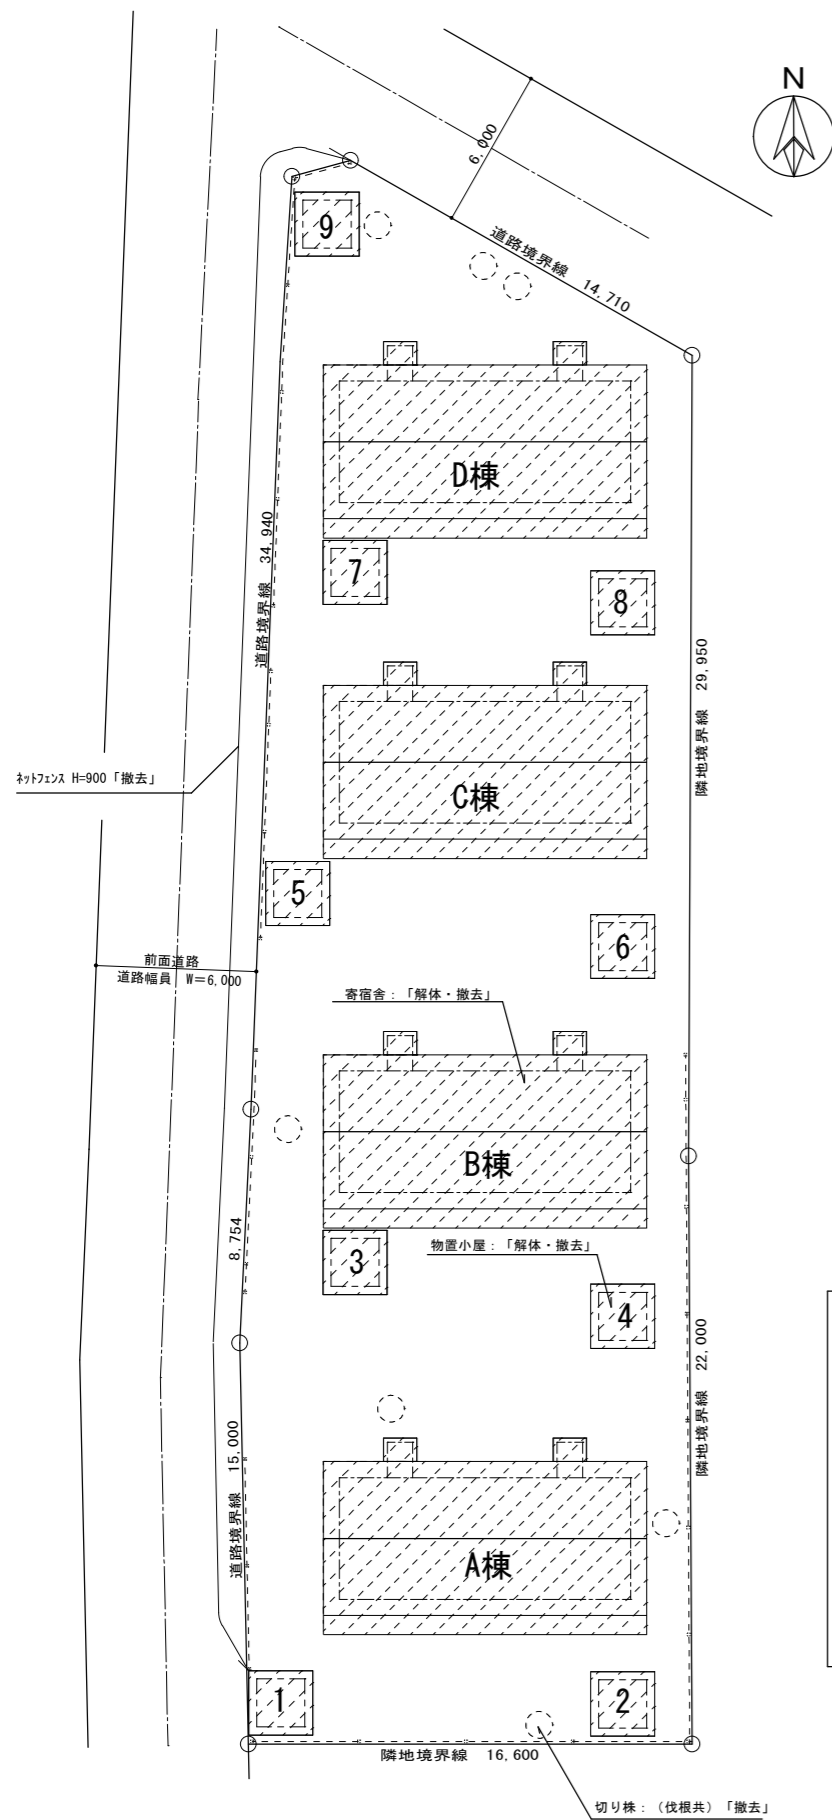 N
6,000
道路境界線 14,710
9
D棟
道路境界線 34,940
7
8
隣地境界線 29,950
C棟
ﾈｯﾄﾌｪﾝｽ H=900「撤去」
5
6
前面道路
道路幅員 W＝6,000
寄宿舎：「解体・撤去」
B棟
8,754
3
物置小屋：「解体・撤去」
4
隣地境界線 22,000
道路境界線 15,000
A棟
1
2
隣地境界線 16,600
切り株：（伐根共）「撤去」